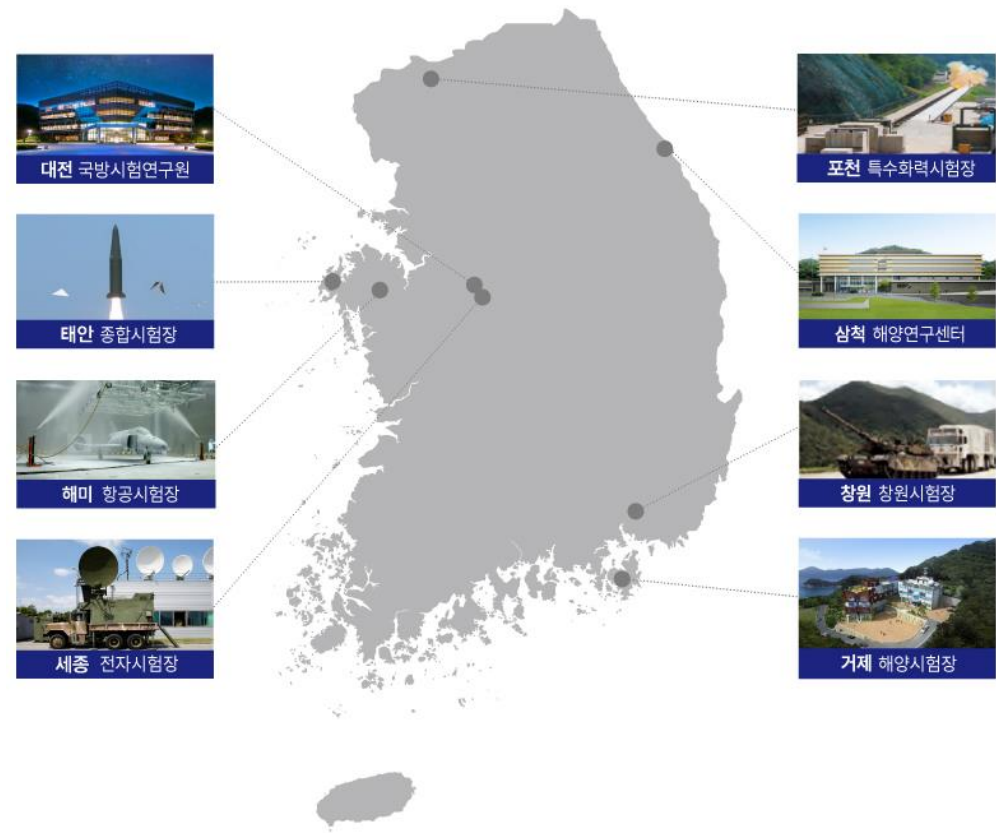 대전 국방시험연구원
포천 특수화력시험장
태안 종합시험장
삼척 해양연구센터
해미 항공시험장
창원 창원시험장
세종 전자시험장
거제 해양시험장